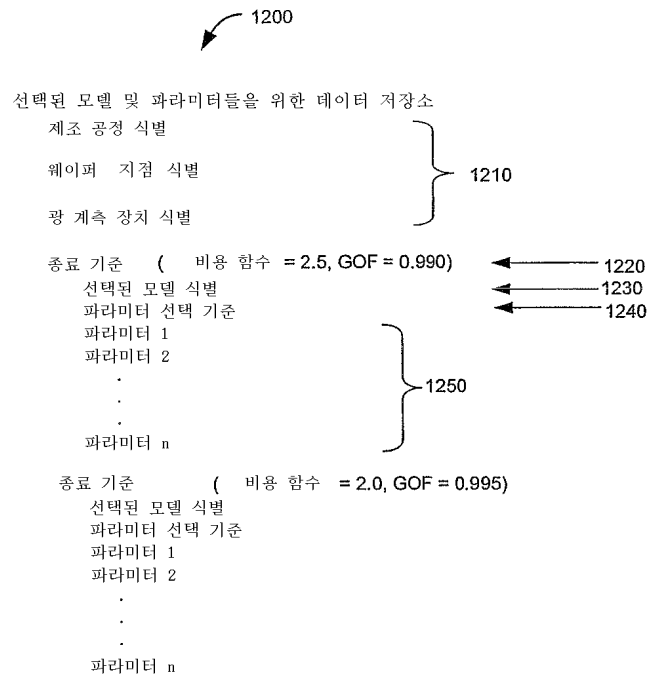 1200
선택된 모델 및 파라미터들을 위한 데이터 저장소
제조 공정 식별
웨이퍼 지점 식별
1210
광 계측 장치 식별
종료 기준 ( 비용 함수 = 2.5, GOF = 0.990)
1220
선택된 모델 식별
1230
파라미터 선택 기준
1240
파라미터 1
파라미터 2
.
1250
.
.
파라미터 n
종료 기준 ( 비용 함수 = 2.0, GOF = 0.995)
선택된 모델 식별
파라미터 선택 기준
파라미터 1
파라미터 2
.
.
.
파라미터 n